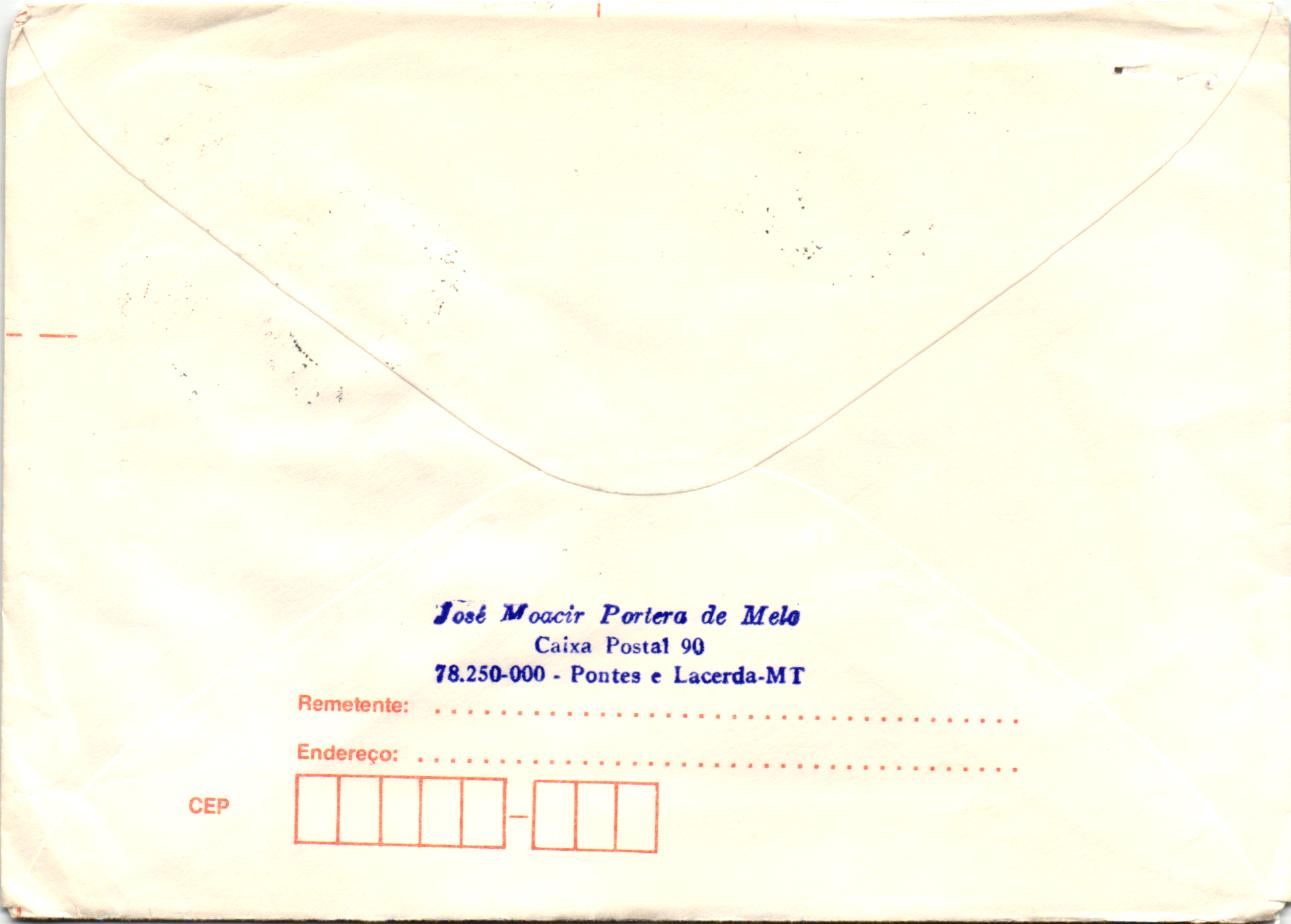 José Moacir Portera de Melo
Caixa Postal 90
78.250-000 - Pontes e Lacerda-MT
Remetente:
Endereço:
CEP